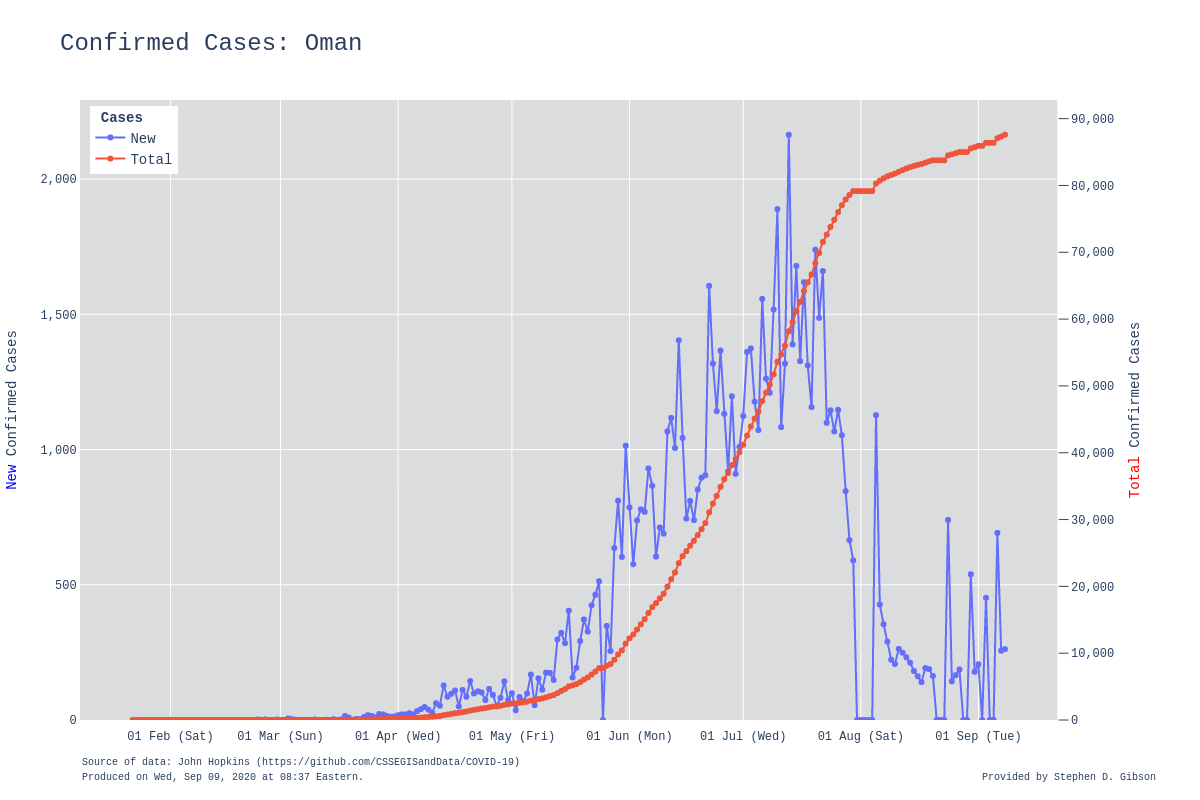 Confirmed Cases: Oman
Cases
New
Total
2,000
1,500
1,000
500
0
90,000
80,000
70,000
60,000
50,000
40,000
30,000
20,000
10,000
0
New Confirmed Cases
Total Confirmed Cases
01 Feb (Sat)
01 Mar (Sun)
01 Apr (Wed)
01 May (Fri)
01 Jun (Mon)
01 Jul (Wed)
01 Aug (Sat)
01 Sep (Tue)
Source of data: John Hopkins (https://github.com/CSSEGISandData/COVID-19)
Produced on Wed, Sep 09, 2020 at 08:37 Eastern.
Provided by Stephen D. Gibson